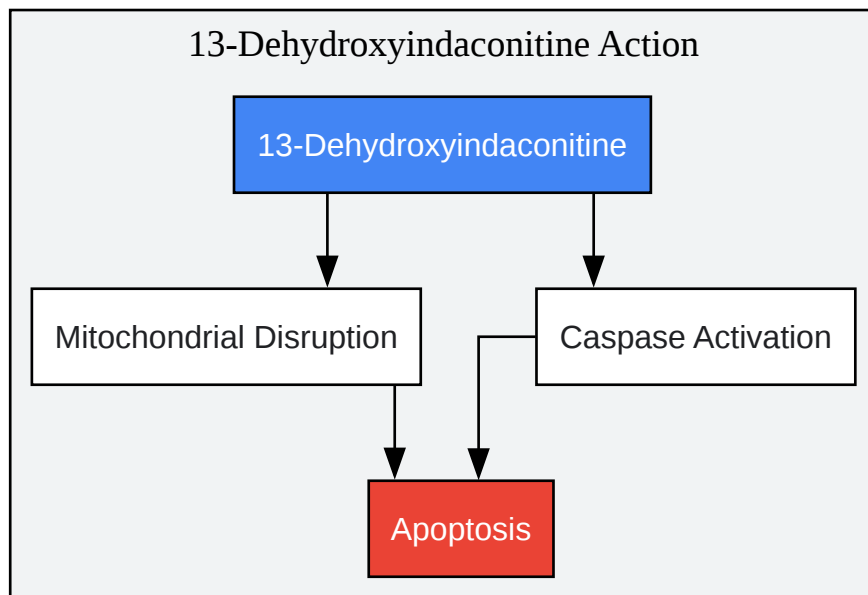 13-Dehydroxyindaconitine Action
13-Dehydroxyindaconitine
Mitochondrial Disruption
Caspase Activation
Apoptosis